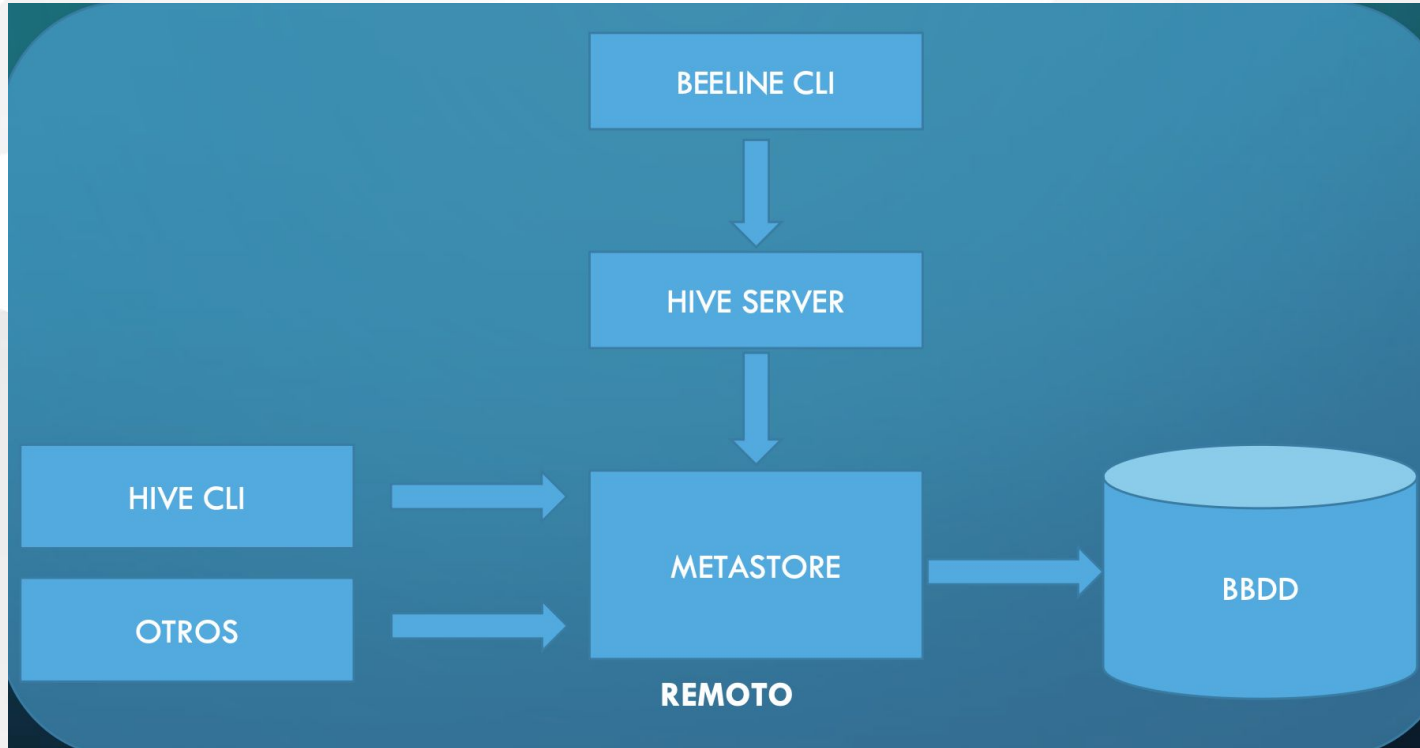 BEELINE CLI
HIVE SERVER
HIVE CLI
OTROS
METASTORE
BBDD
REMOTO